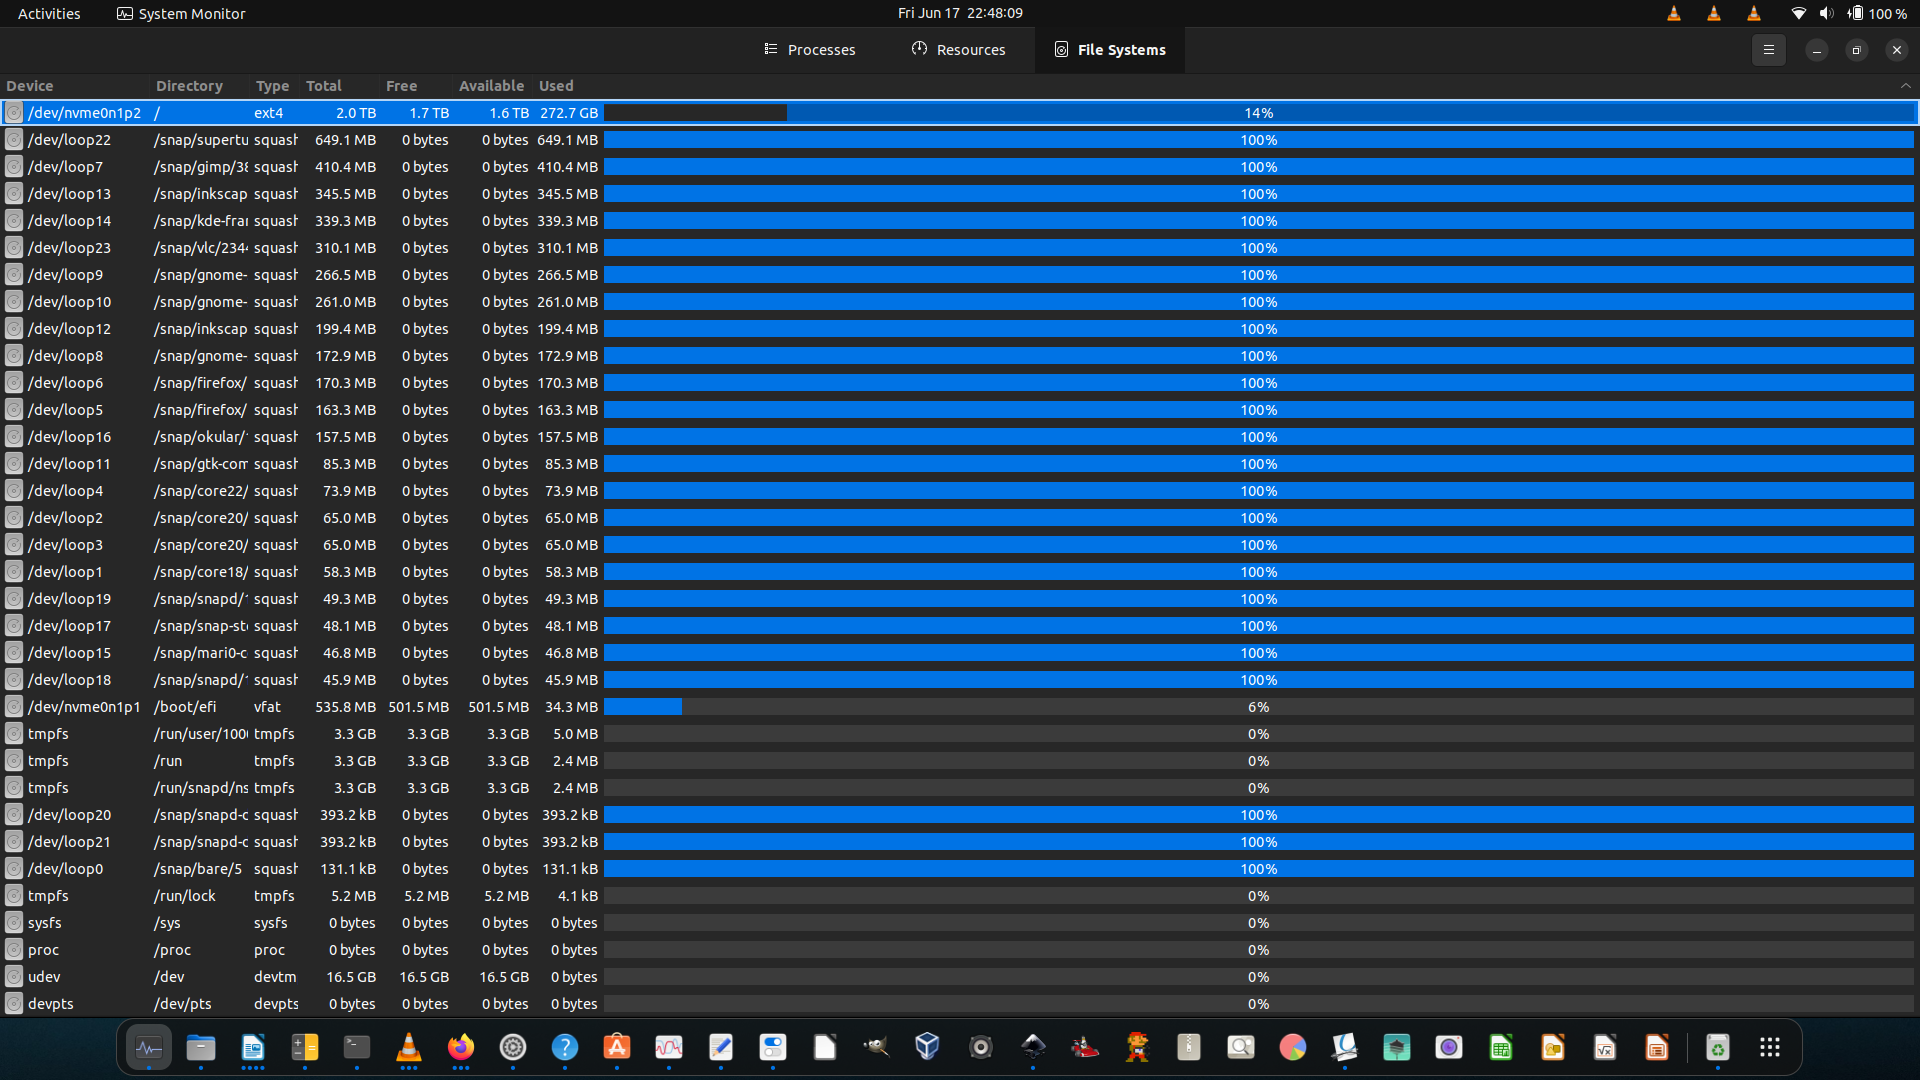 Activities System Monitor Fri Jun 17 22:48:09 100 %
Processes Resources File Systems
Device Directory Type Total Free Available Used
/dev/nvme0n1p2 / ext4 2.0 TB 1.7 TB 1.6 TB 272.7 GB 14%
/dev/loop22 /snap/supertu squash 649.1 MB 0 bytes 0 bytes 649.1 MB 100%
/dev/loop7 /snap/gimp/38 squash 410.4 MB 0 bytes 0 bytes 410.4 MB 100%
/dev/loop13 /snap/inkscap squash 345.5 MB 0 bytes 0 bytes 345.5 MB 100%
/dev/loop14 /snap/kde-frar squash 339.3 MB 0 bytes 0 bytes 339.3 MB 100%
/dev/loop23 /snap/vlc/2344 squash 310.1 MB 0 bytes 0 bytes 310.1 MB 100%
/dev/loop9 /snap/gnome- squash 266.5 MB 0 bytes 0 bytes 266.5 MB 100%
/dev/loop10 /snap/gnome- squash 261.0 MB 0 bytes 0 bytes 261.0 MB 100%
/dev/loop12 /snap/inkscap squash 199.4 MB 0 bytes 0 bytes 199.4 MB 100%
/dev/loop8 /snap/gnome- squash 172.9 MB 0 bytes 0 bytes 172.9 MB 100%
/dev/loop6 /snap/firefox/ squash 170.3 MB 0 bytes 0 bytes 170.3 MB 100%
/dev/loop5 /snap/firefox/ squash 163.3 MB 0 bytes 0 bytes 163.3 MB 100%
/dev/loop16 /snap/okular/1 squash 157.5 MB 0 bytes 0 bytes 157.5 MB 100%
/dev/loop11 /snap/gtk-com squash 85.3 MB 0 bytes 0 bytes 85.3 MB 100%
/dev/loop4 /snap/core22/ squash 73.9 MB 0 bytes 0 bytes 73.9 MB 100%
/dev/loop2 /snap/core20/ squash 65.0 MB 0 bytes 0 bytes 65.0 MB 100%
/dev/loop3 /snap/core20/ squash 65.0 MB 0 bytes 0 bytes 65.0 MB 100%
/dev/loop1 /snap/core18/ squash 58.3 MB 0 bytes 0 bytes 58.3 MB 100%
/dev/loop19 /snap/snapd/1 squash 49.3 MB 0 bytes 0 bytes 49.3 MB 100%
/dev/loop17 /snap/snap-sto squash 48.1 MB 0 bytes 0 bytes 48.1 MB 100%
/dev/loop15 /snap/mari0-c squash 46.8 MB 0 bytes 0 bytes 46.8 MB 100%
/dev/loop18 /snap/snapd/1 squash 45.9 MB 0 bytes 0 bytes 45.9 MB 100%
/dev/nvme0n1p1 /boot/efi vfat 535.8 MB 501.5 MB 501.5 MB 34.3 MB 6%
tmpfs /run/user/1000 tmpfs 3.3 GB 3.3 GB 3.3 GB 5.0 MB 0%
tmpfs /run tmpfs 3.3 GB 3.3 GB 3.3 GB 2.4 MB 0%
tmpfs /run/snapd/ns tmpfs 3.3 GB 3.3 GB 3.3 GB 2.4 MB 0%
/dev/loop20 /snap/snapd-c squash 393.2 kB 0 bytes 0 bytes 393.2 kB 100%
/dev/loop21 /snap/snapd-c squash 393.2 kB 0 bytes 0 bytes 393.2 kB 100%
/dev/loop0 /snap/bare/5 squash 131.1 kB 0 bytes 0 bytes 131.1 kB 100%
tmpfs /run/lock tmpfs 5.2 MB 5.2 MB 5.2 MB 4.1 kB 0%
sysfs /sys sysfs 0 bytes 0 bytes 0 bytes 0 bytes 0%
proc /proc proc 0 bytes 0 bytes 0 bytes 0 bytes 0%
udev /dev devtm 16.5 GB 16.5 GB 16.5 GB 0 bytes 0%
devpts /dev/pts devpts 0 bytes 0 bytes 0 bytes 0 bytes 0%